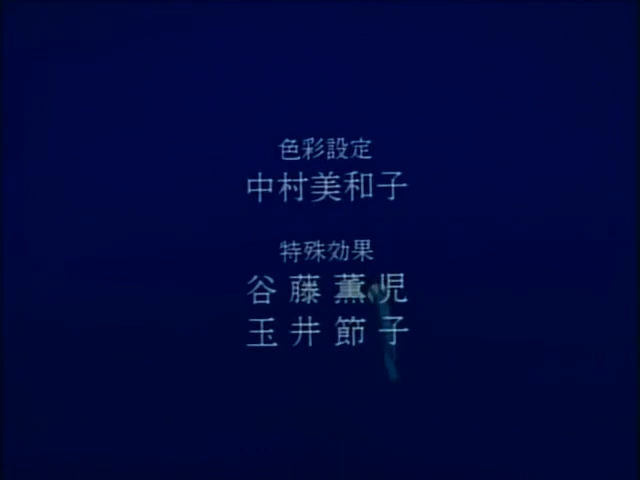 色彩設定
中村美和子
特殊効果
谷藤薫児
玉井節子